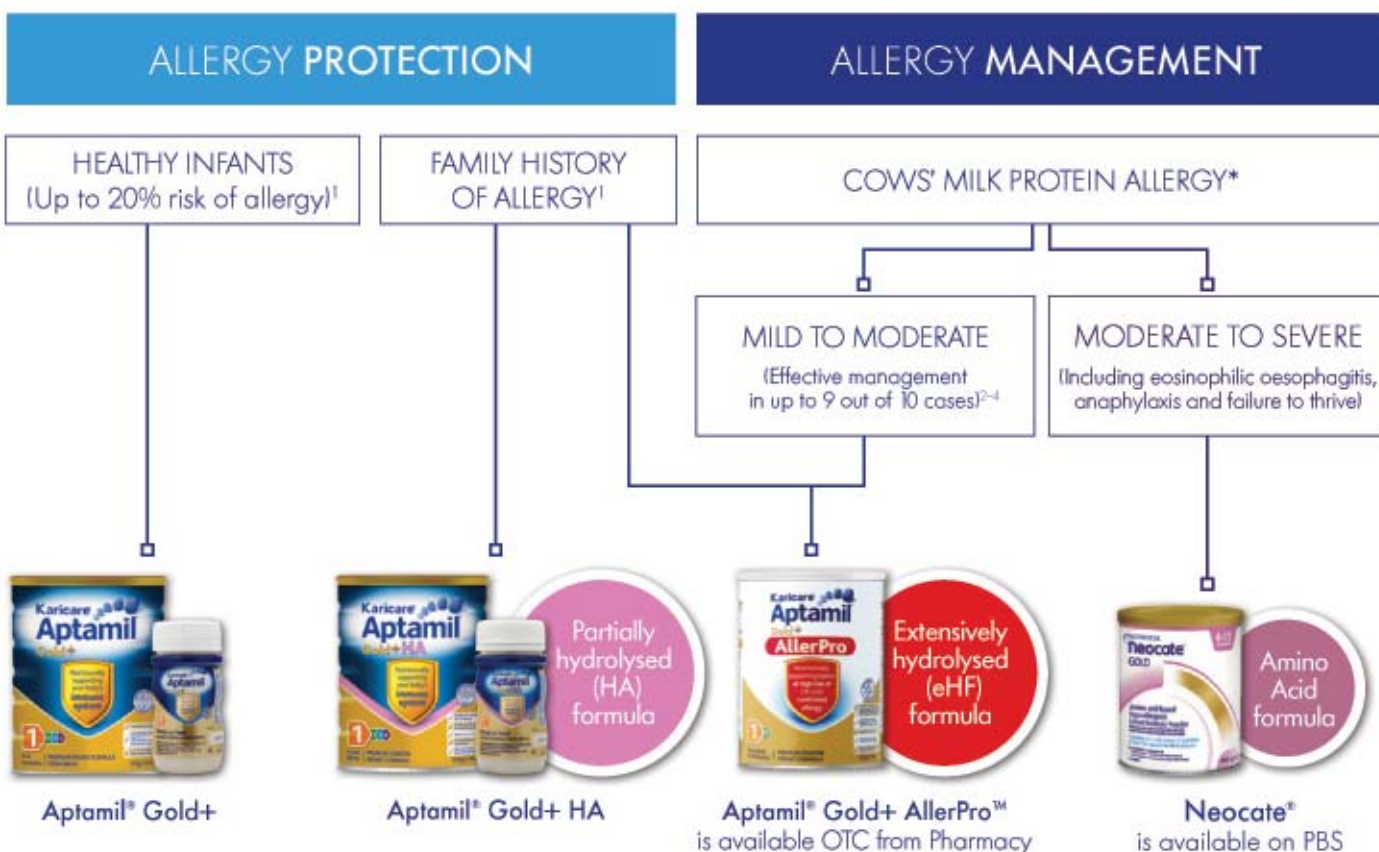 ALLERGY PROTECTION
ALLERGY MANAGEMENT
HEALTHY INFANTS
(Up to 20% risk of allergy)¹
FAMILY HISTORY
OF ALLERGY¹
COWS' MILK PROTEIN ALLERGY*
MILD TO MODERATE
(Effective management
in up to 9 out of 10 cases)²⁻⁴
MODERATE TO SEVERE
(Including eosinophilic oesophagitis,
anaphylaxis and failure to thrive)
Karicare
Aptamil
Gold+
1
Aptamil
Karicare
Aptamil
Gold+ HA
1
Aptamil
Partially
hydrolysed
(HA)
formula
Karicare
Aptamil
Gold+
AllerPro
1
Extensively
hydrolysed
(eHF)
formula
neocate
GOLD
Amino
Acid
formula
Aptamil® Gold+
Aptamil® Gold+ HA
Aptamil® Gold+ AllerPro™
is available OTC from Pharmacy
Neocate®
is available on PBS